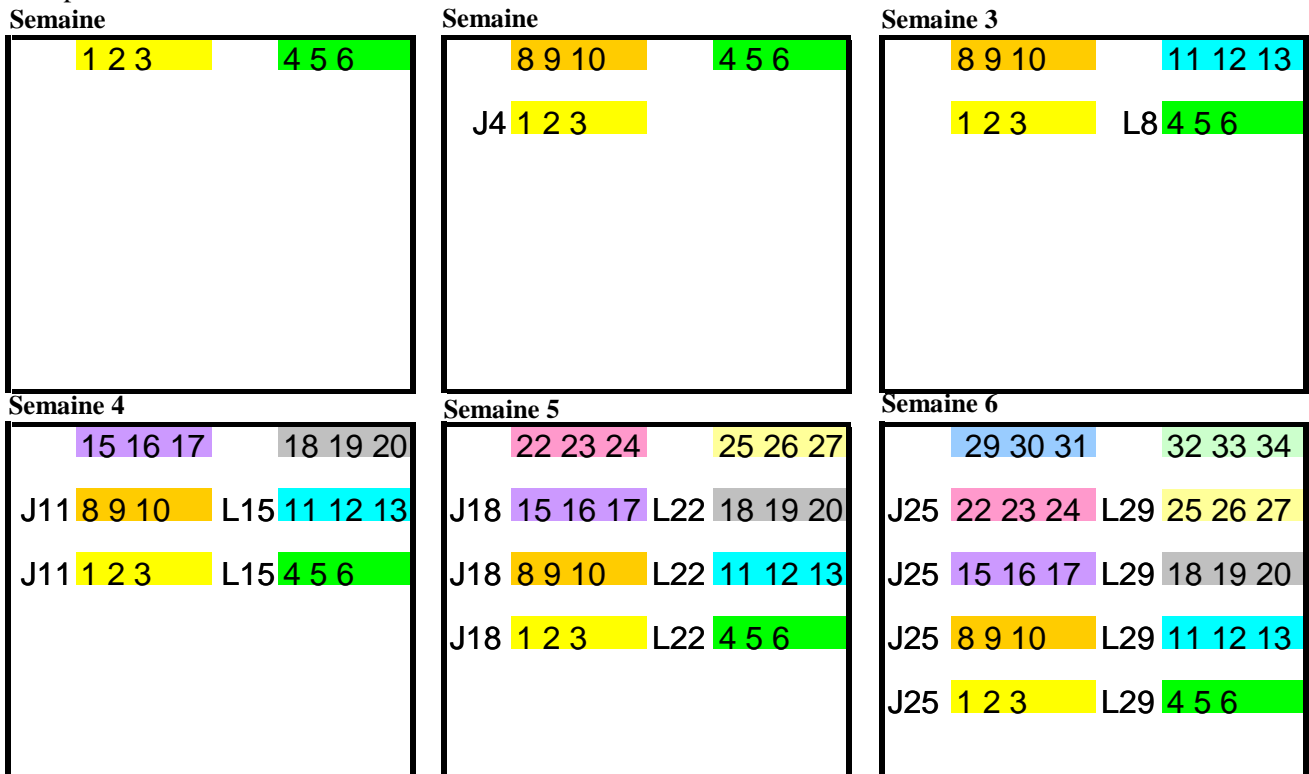 Semaine
1 2 3 4 5 6
Semaine
8 9 10 4 5 6
J4 1 2 3
Semaine 3
8 9 10 11 12 13
1 2 3 L8 4 5 6
Semaine 4
15 16 17 18 19 20
J11 8 9 10 L15 11 12 13
J11 1 2 3 L15 4 5 6
Semaine 5
22 23 24 25 26 27
J18 15 16 17 L22 18 19 20
J18 8 9 10 L22 11 12 13
J18 1 2 3 L22 4 5 6
Semaine 6
29 30 31 32 33 34
J25 22 23 24 L29 25 26 27
J25 15 16 17 L29 18 19 20
J25 8 9 10 L29 11 12 13
J25 1 2 3 L29 4 5 6